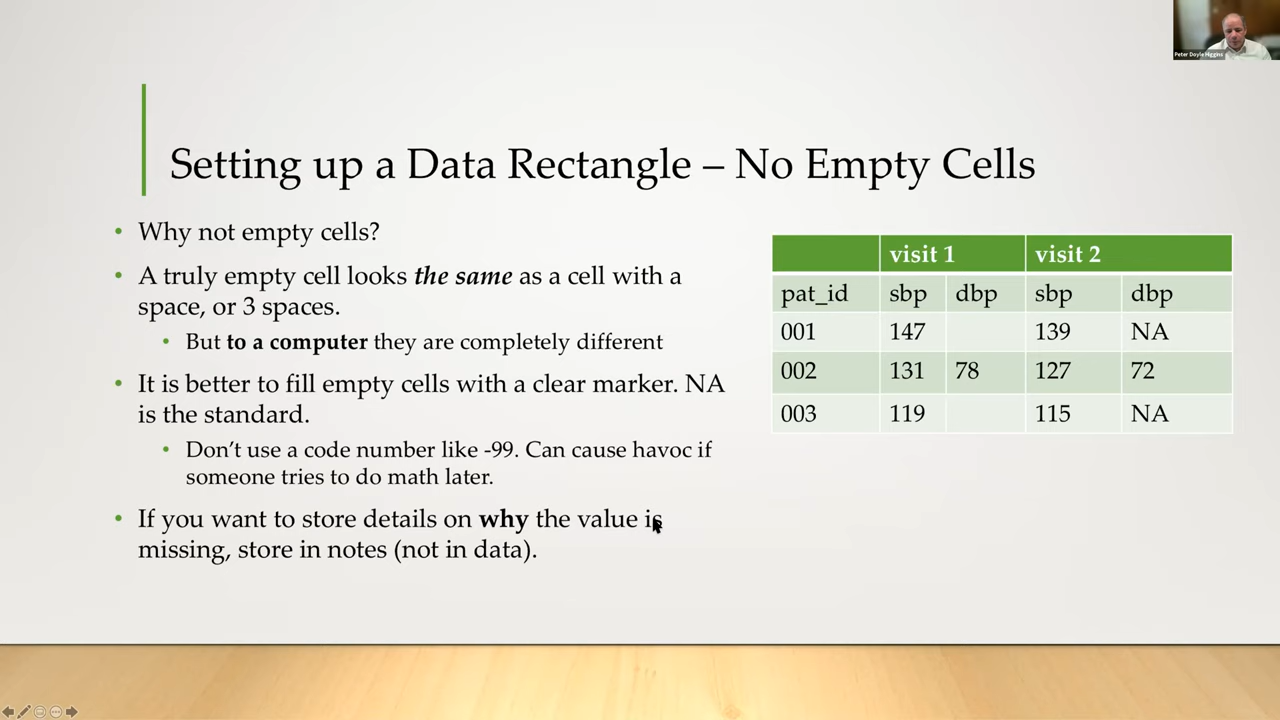 Peter Doyle Higgins
Setting up a Data Rectangle – No Empty Cells
• Why not empty cells?
• A truly empty cell looks the same as a cell with a
space, or 3 spaces.
• But to a computer they are completely different
• It is better to fill empty cells with a clear marker. NA
is the standard.
• Don't use a code number like -99. Can cause havoc if
someone tries to do math later.
• If you want to store details on why the value is
missing, store in notes (not in data).
visit 1 visit 2
pat_id sbp dbp sbp dbp
001 147 139 NA
002 131 78 127 72
003 119 115 NA